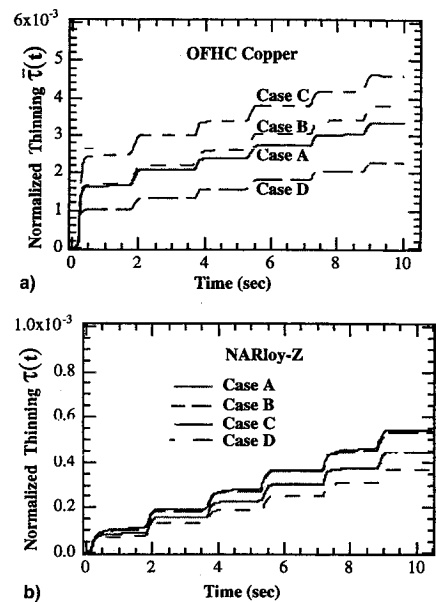 6x10⁻³
5
4
3
2
1
0
Normalized Thinning τ̈(t)
OFHC Copper
Case C
Case B
Case A
Case D
0 2 4 6 8 10
Time (sec)
a)
1.0x10⁻³
0.8
0.6
0.4
0.2
0.0
Normalized Thinning τ(t)
NARloy-Z
Case A
Case B
Case C
Case D
0 2 4 6 8 10
Time (sec)
b)